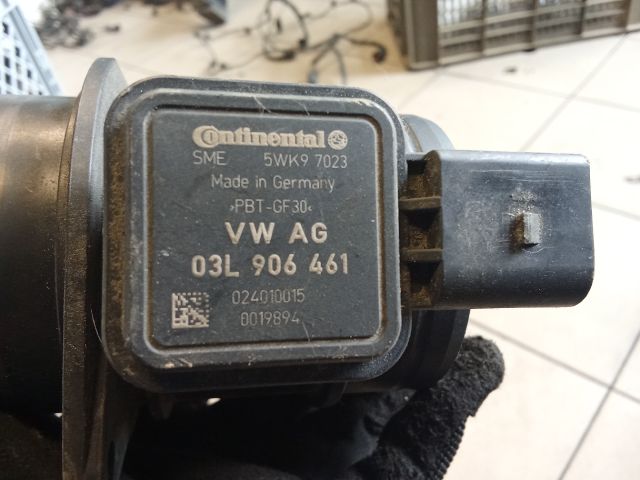 Continental
SME 5WK9 7023
Made in Germany
>PBT-GF30<
VW AG
03L 906 461
024010015
0019894